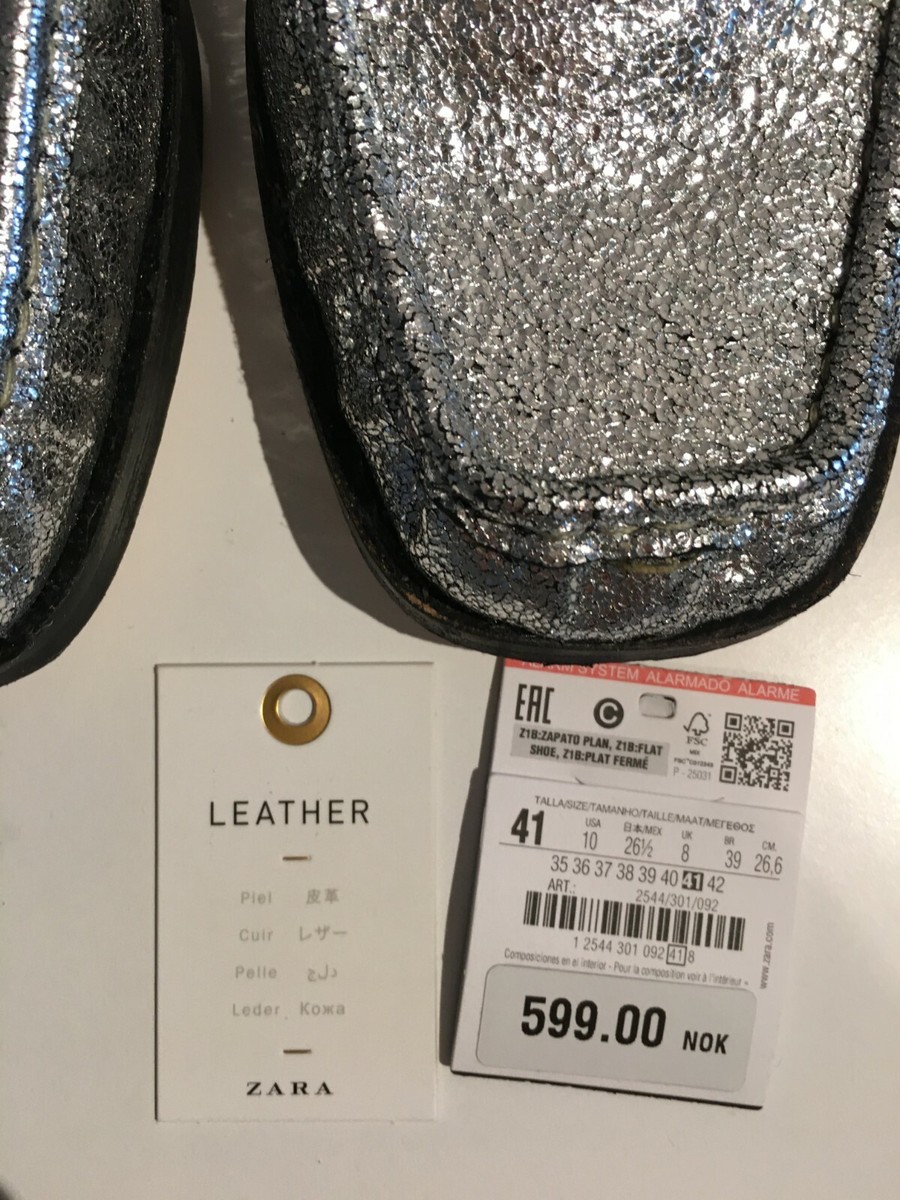 LEATHER
Piel 皮革
Cuir レザー
Pelle جلد
Leder Кожа
ZARA
ALARM SYSTEM ALARMADO ALARME
EAC
C
Z1B:ZAPATO PLAN, Z1B:FLAT
SHOE, Z1B:PLAT FERMÉ
FSC
MIX
P - 25031
TALLA/SIZE/TAMANHO/TAILLE/MAAT/ΜΕΓΕΘΟΣ
41
USA 日本/MEX UK BR CM.
10 26½ 8 39 26,6
35 36 37 38 39 40 41 42
ART.: 2544/301/092
1 2544 301 092 41 8
Composiciones en el interior - Pour la composition voir à l'intérieur -
www.zara.com
599.00 NOK